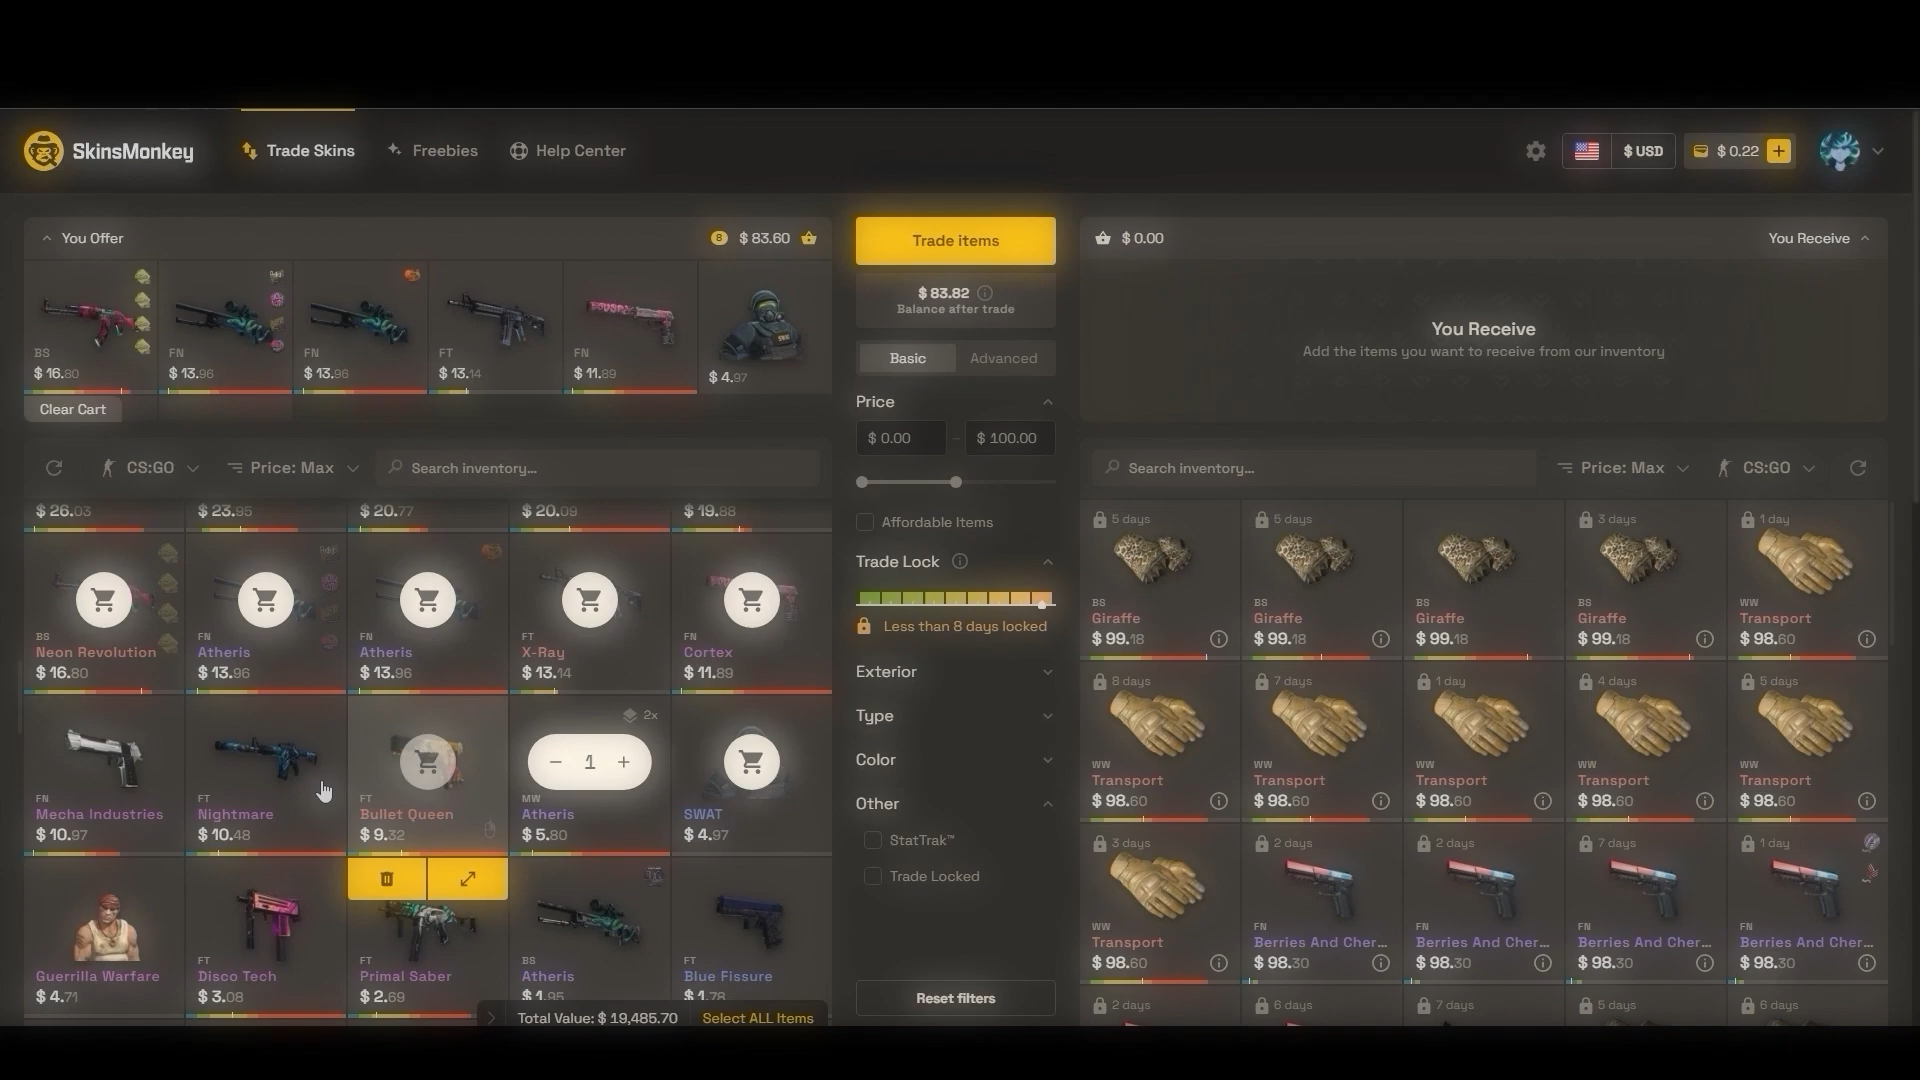 SkinsMonkey
Trade Skins
Freebies
Help Center
$ USD
$ 0.22
You Offer
8
$ 83.60
BS
$ 16.80
FN
$ 13.96
FN
$ 13.96
FT
$ 13.14
FN
$ 11.89
$ 4.97
Clear Cart
Trade items
$ 83.82
Balance after trade
Basic
Advanced
Price
$ 0.00
$ 100.00
Affordable Items
Trade Lock
Less than 8 days locked
Exterior
Type
Color
Other
StatTrak™
Trade Locked
Reset filters
$ 0.00
You Receive
You Receive
Add the items you want to receive from our inventory
CS:GO
Price: Max
Search inventory...
$ 26.03
$ 23.95
$ 20.77
$ 20.09
$ 19.88
BS
Neon Revolution
$ 16.80
FN
Atheris
$ 13.96
FN
Atheris
$ 13.96
FT
X-Ray
$ 13.14
FN
Cortex
$ 11.89
FN
Mecha Industries
$ 10.97
FT
Nightmare
$ 10.48
FT
Bullet Queen
$ 9.32
2x
1
MW
Atheris
$ 5.80
SWAT
$ 4.97
Guerrilla Warfare
$ 4.71
FT
Disco Tech
$ 3.08
FT
Primal Saber
$ 2.69
BS
Atheris
$ 1.95
FT
Blue Fissure
$ 1.78
Total Value: $ 19,485.70
Select ALL Items
Search inventory...
Price: Max
CS:GO
5 days
BS
Giraffe
$ 99.18
5 days
BS
Giraffe
$ 99.18
BS
Giraffe
$ 99.18
3 days
BS
Giraffe
$ 99.18
1 day
WW
Transport
$ 98.60
8 days
WW
Transport
$ 98.60
7 days
WW
Transport
$ 98.60
1 day
WW
Transport
$ 98.60
4 days
WW
Transport
$ 98.60
5 days
WW
Transport
$ 98.60
3 days
WW
Transport
$ 98.60
2 days
FN
Berries And Cher...
$ 98.30
2 days
FN
Berries And Cher...
$ 98.30
7 days
FN
Berries And Cher...
$ 98.30
1 day
FN
Berries And Cher...
$ 98.30
2 days
6 days
7 days
5 days
6 days